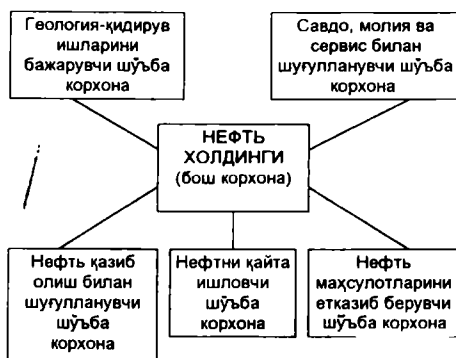 Геология-қидирув
ишларини
бажарувчи шўъба
корхона
Савдо, молия ва
сервис билан
шуғулланувчи шўъба
корхона
НЕФТЬ
ХОЛДИНГИ
(бош корхона)
Нефть қазиб
олиш билан
шуғулланувчи
шўъба
корхона
Нефтни қайта
ишловчи
шўъба
корхона
Нефть
маҳсулотларини
етказиб берувчи
шўъба корхона